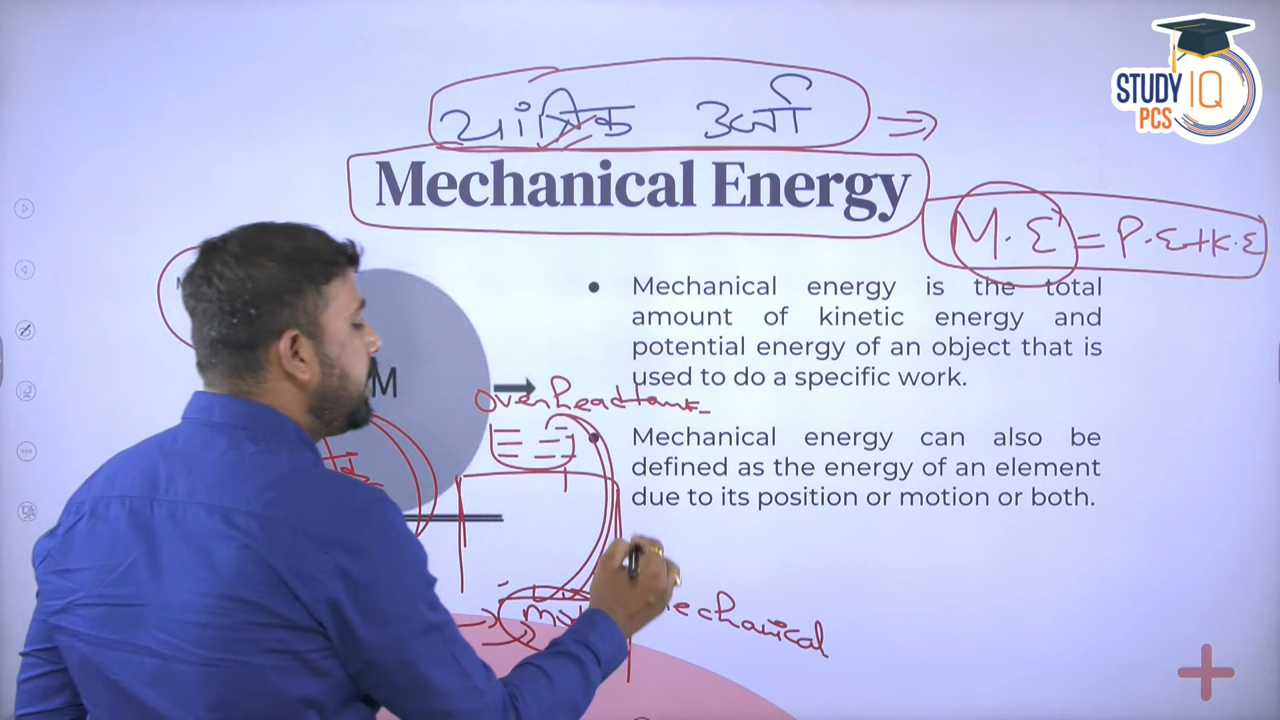 STUDY IQ
PCS
यांत्रिक ऊर्जा ⇒
Mechanical Energy
M.E = P.E + K.E
● Mechanical energy is the total
amount of kinetic energy and
potential energy of an object that is
used to do a specific work.
M
Overhead tank
● Mechanical energy can also be
defined as the energy of an element
due to its position or motion or both.